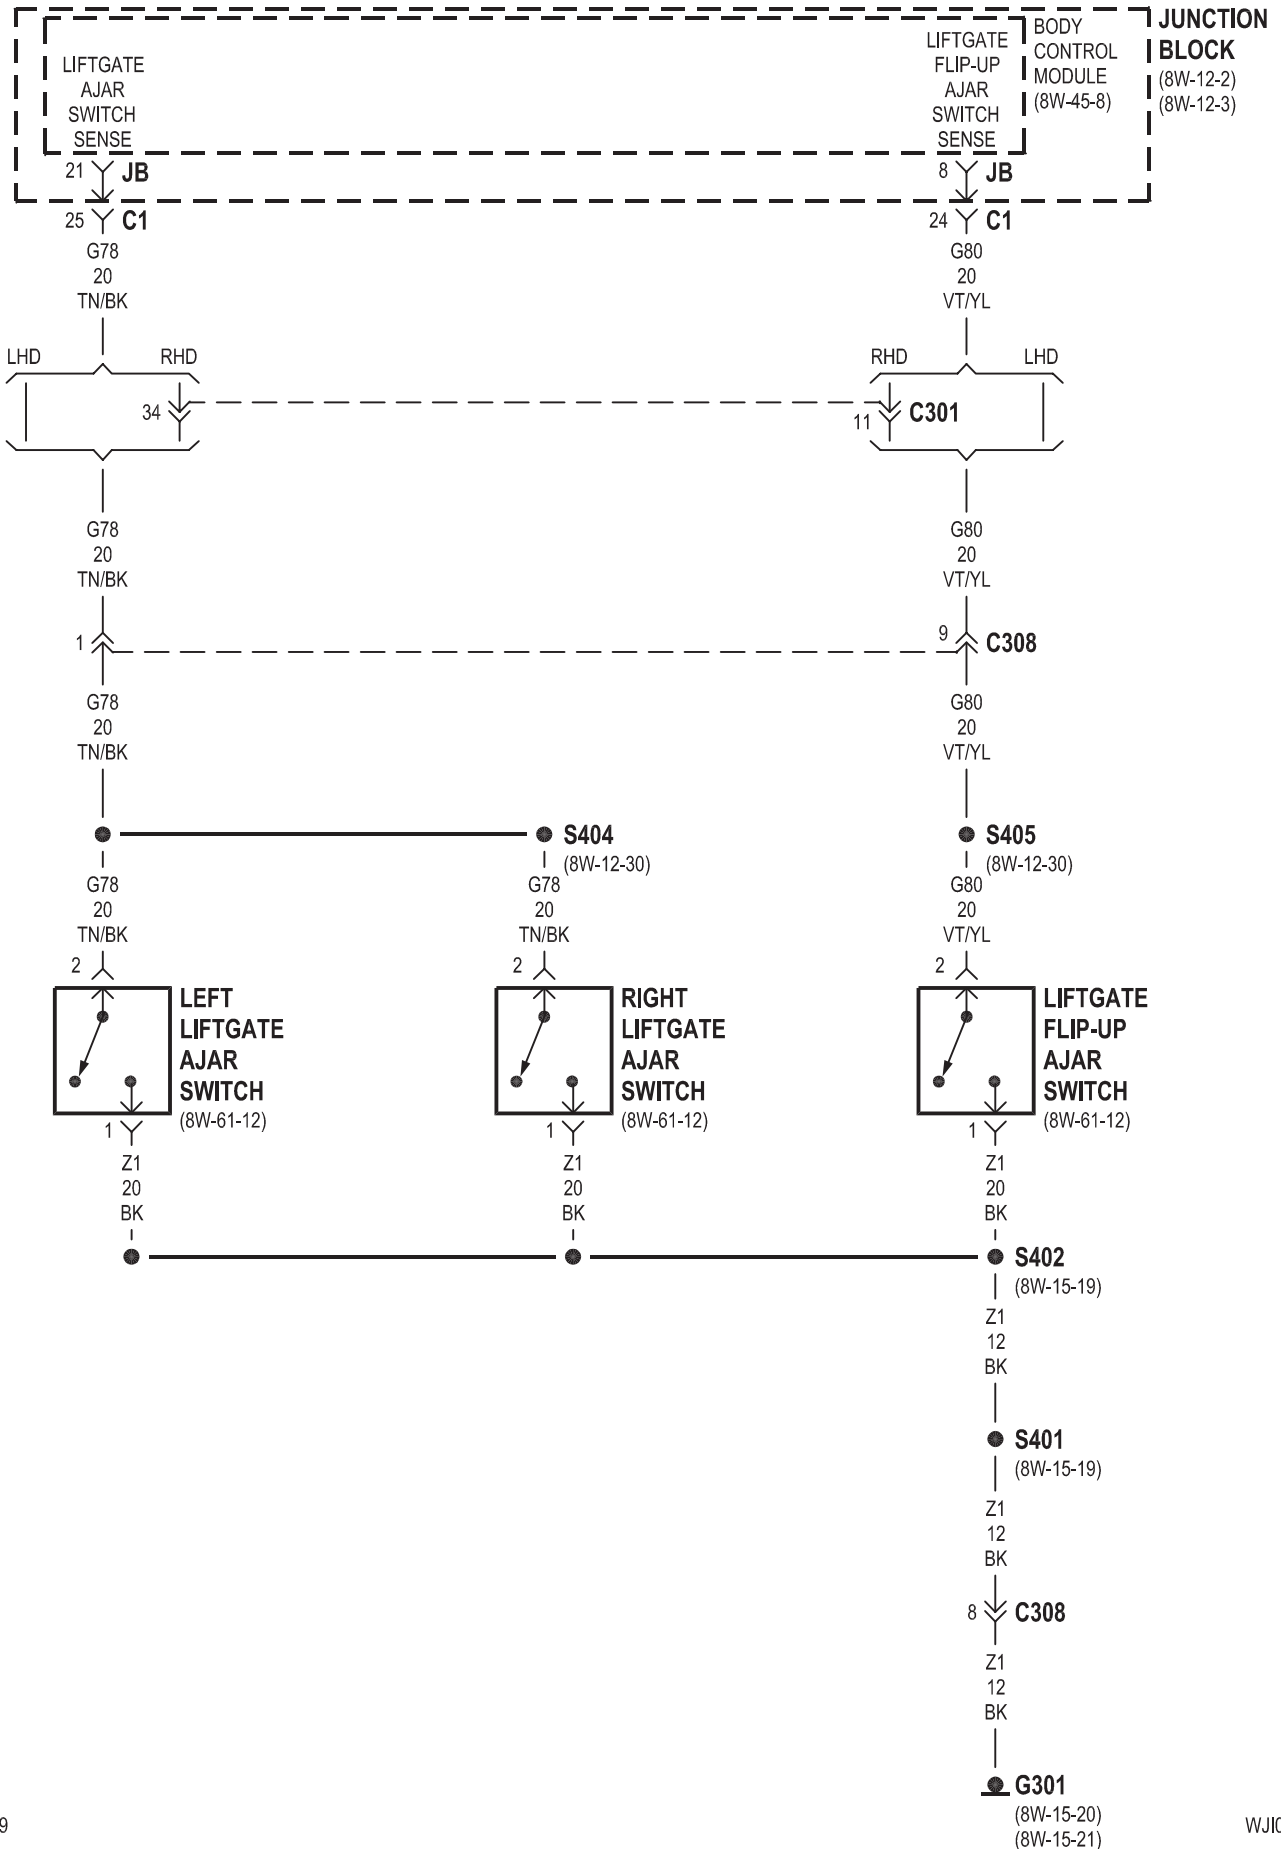 JUNCTION
BLOCK
(8W-12-2)
(8W-12-3)
BODY
CONTROL
MODULE
(8W-45-8)
LIFTGATE
AJAR
SWITCH
SENSE
LIFTGATE
FLIP-UP
AJAR
SWITCH
SENSE
21 JB
8 JB
25 C1
24 C1
G78
20
TN/BK
G80
20
VT/YL
LHD RHD
RHD LHD
34
11 C301
G78
20
TN/BK
G80
20
VT/YL
1
9 C308
G78
20
TN/BK
G80
20
VT/YL
S404
(8W-12-30)
S405
(8W-12-30)
G78
20
TN/BK
G78
20
TN/BK
G80
20
VT/YL
2
2
2
LEFT
LIFTGATE
AJAR
SWITCH
(8W-61-12)
RIGHT
LIFTGATE
AJAR
SWITCH
(8W-61-12)
LIFTGATE
FLIP-UP
AJAR
SWITCH
(8W-61-12)
1
1
1
Z1
20
BK
Z1
20
BK
Z1
20
BK
S402
(8W-15-19)
Z1
12
BK
S401
(8W-15-19)
Z1
12
BK
8 C308
Z1
12
BK
G301
(8W-15-20)
(8W-15-21)
9